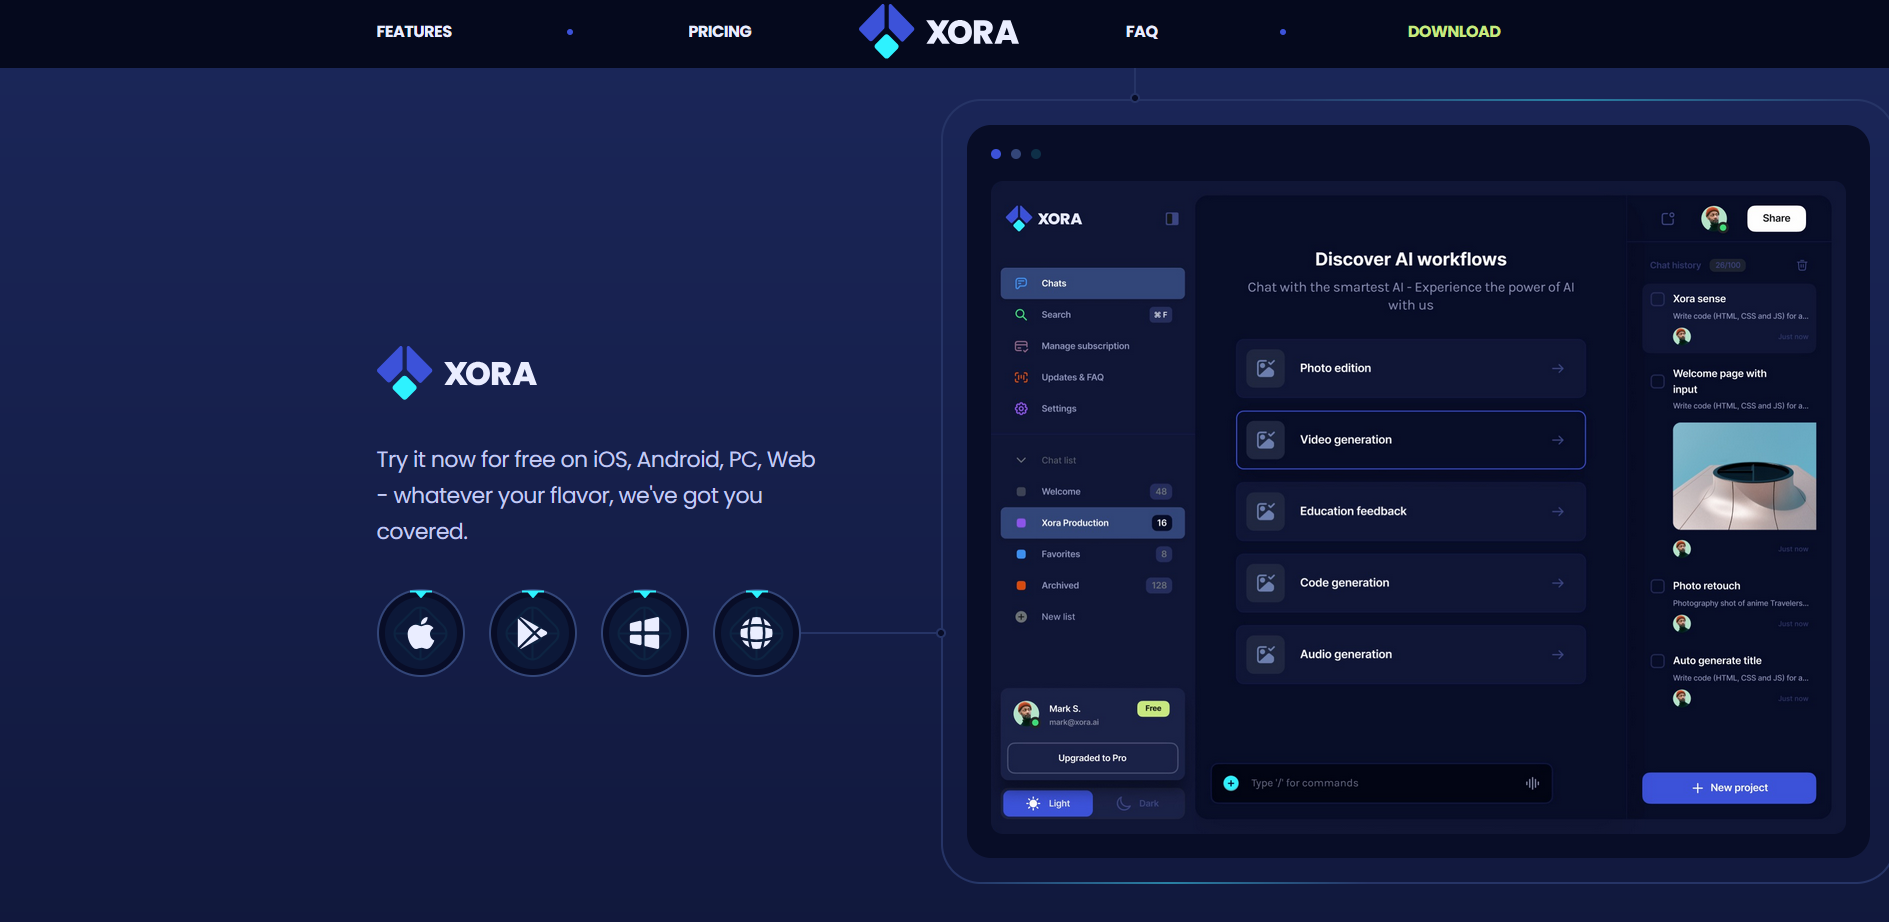 FEATURES
PRICING
XORA
FAQ
DOWNLOAD
XORA
Try it now for free on iOS, Android, PC, Web
- whatever your flavor, we've got you
covered.
XORA
Chats
Search
⌘ F
Manage subscription
Updates & FAQ
Settings
Chat list
Welcome
48
Xora Production
16
Favorites
8
Archived
128
New list
Mark S.
mark@xora.ai
Free
Upgraded to Pro
Light
Dark
Discover AI workflows
Chat with the smartest AI - Experience the power of AI
with us
Photo edition
Video generation
Education feedback
Code generation
Audio generation
Type '/' for commands
Share
Chat history
26/100
Xora sense
Write code (HTML, CSS and JS) for a...
Just now
Welcome page with
input
Write code (HTML, CSS and JS) for a...
Just now
Photo retouch
Photography shot of anime Travelers...
Just now
Auto generate title
Write code (HTML, CSS and JS) for a...
Just now
New project